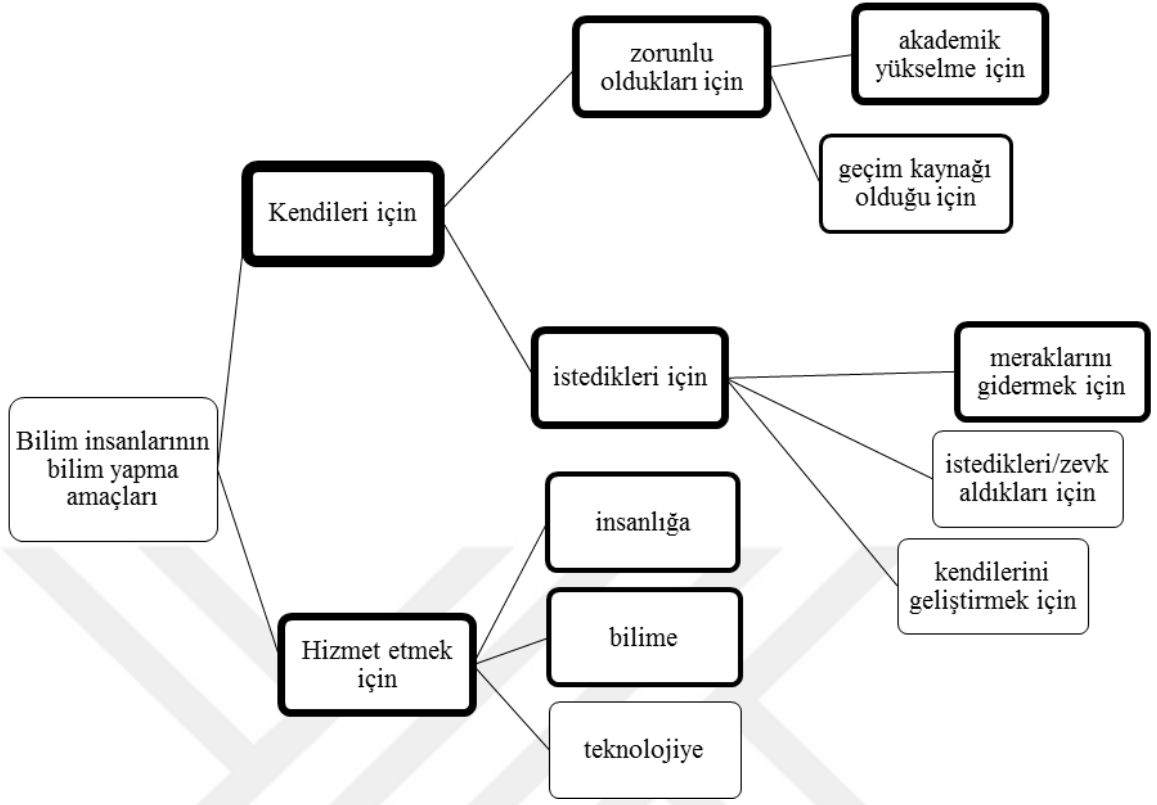 Bilim insanlarının
bilim yapma
amaçları
Kendileri için
zorunlu
oldukları için
akademik
yükselme için
geçim kaynağı
olduğu için
istedikleri için
meraklarını
gidermek için
istedikleri/zevk
aldıkları için
kendilerini
geliştirmek için
Hizmet etmek
için
insanlığa
bilime
teknolojiye